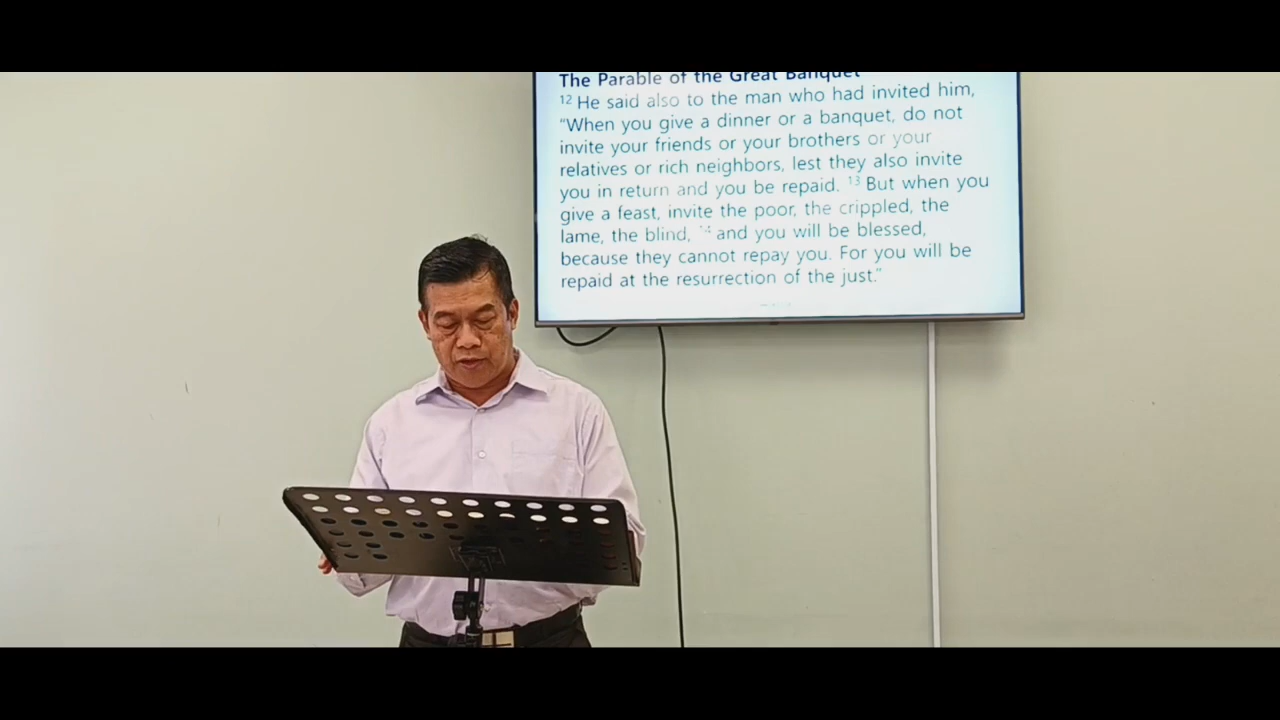 The Parable of the Great Banquet
12 He said also to the man who had invited him,
“When you give a dinner or a banquet, do not
invite your friends or your brothers or your
relatives or rich neighbors, lest they also invite
you in return and you be repaid. 13 But when you
give a feast, invite the poor, the crippled, the
lame, the blind, 14 and you will be blessed,
because they cannot repay you. For you will be
repaid at the resurrection of the just.”